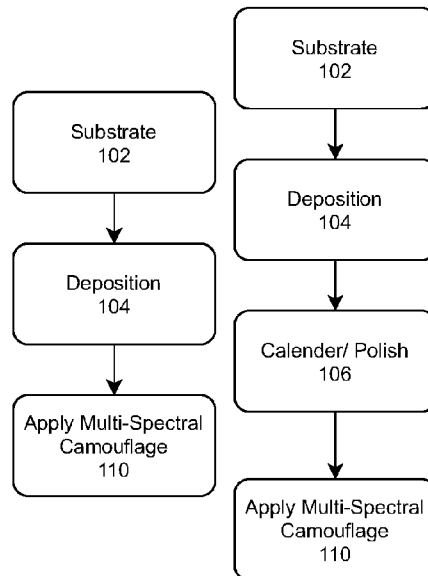 Substrate
102
Deposition
104
Apply Multi-Spectral
Camouflage
110
Substrate
102
Deposition
104
Calender/ Polish
106
Apply Multi-Spectral
Camouflage
110